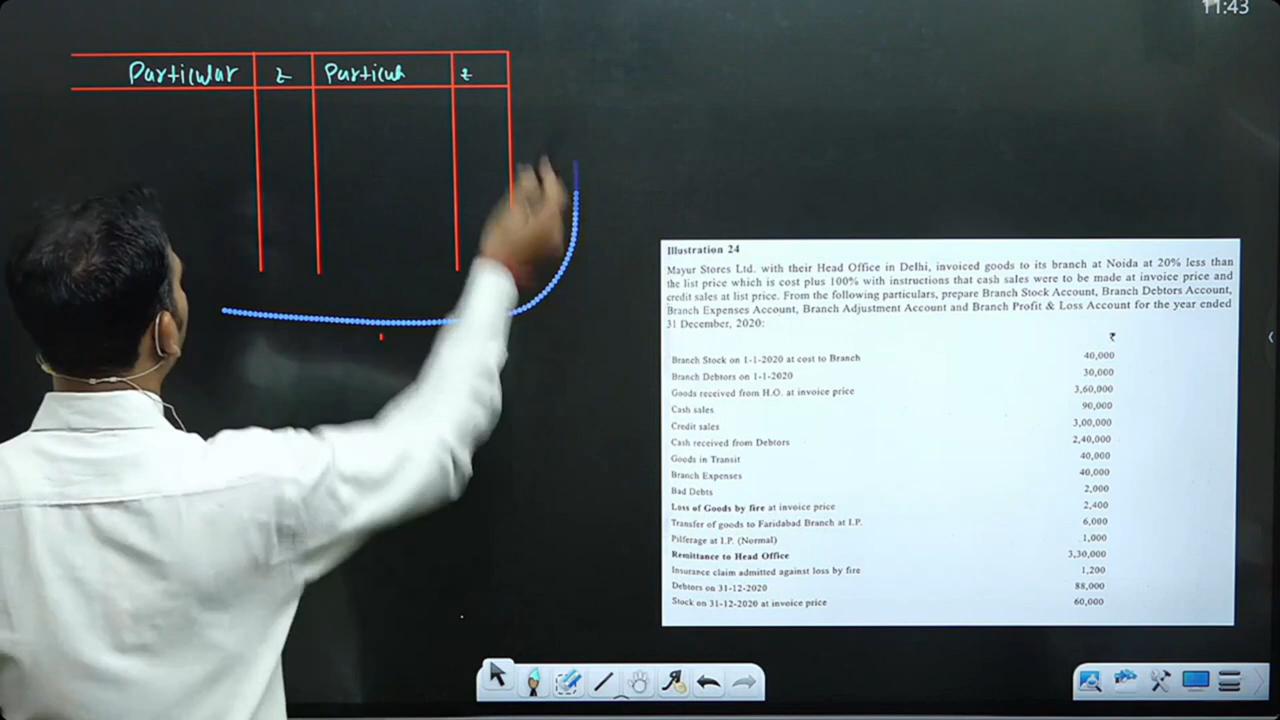 11:43
Particular ₹ Particul ₹
Illustration 24
Mayur Stores Ltd. with their Head Office in Delhi, invoiced goods to its branch at Noida at 20% less than
the list price which is cost plus 100% with instructions that cash sales were to be made at invoice price and
credit sales at list price. From the following particulars, prepare Branch Stock Account, Branch Debtors Account,
Branch Expenses Account, Branch Adjustment Account and Branch Profit & Loss Account for the year ended
31 December, 2020:
₹
Branch Stock on 1-1-2020 at cost to Branch 40,000
Branch Debtors on 1-1-2020 30,000
Goods received from H.O. at invoice price 3,60,000
Cash sales 90,000
Credit sales 3,00,000
Cash received from Debtors 2,40,000
Goods in Transit 40,000
Branch Expenses 40,000
Bad Debts 2,000
Loss of Goods by fire at invoice price 2,400
Transfer of goods to Faridabad Branch at I.P. 6,000
Pilferage at I.P. (Normal) 1,000
Remittance to Head Office 3,30,000
Insurance claim admitted against loss by fire 1,200
Debtors on 31-12-2020 88,000
Stock on 31-12-2020 at invoice price 60,000